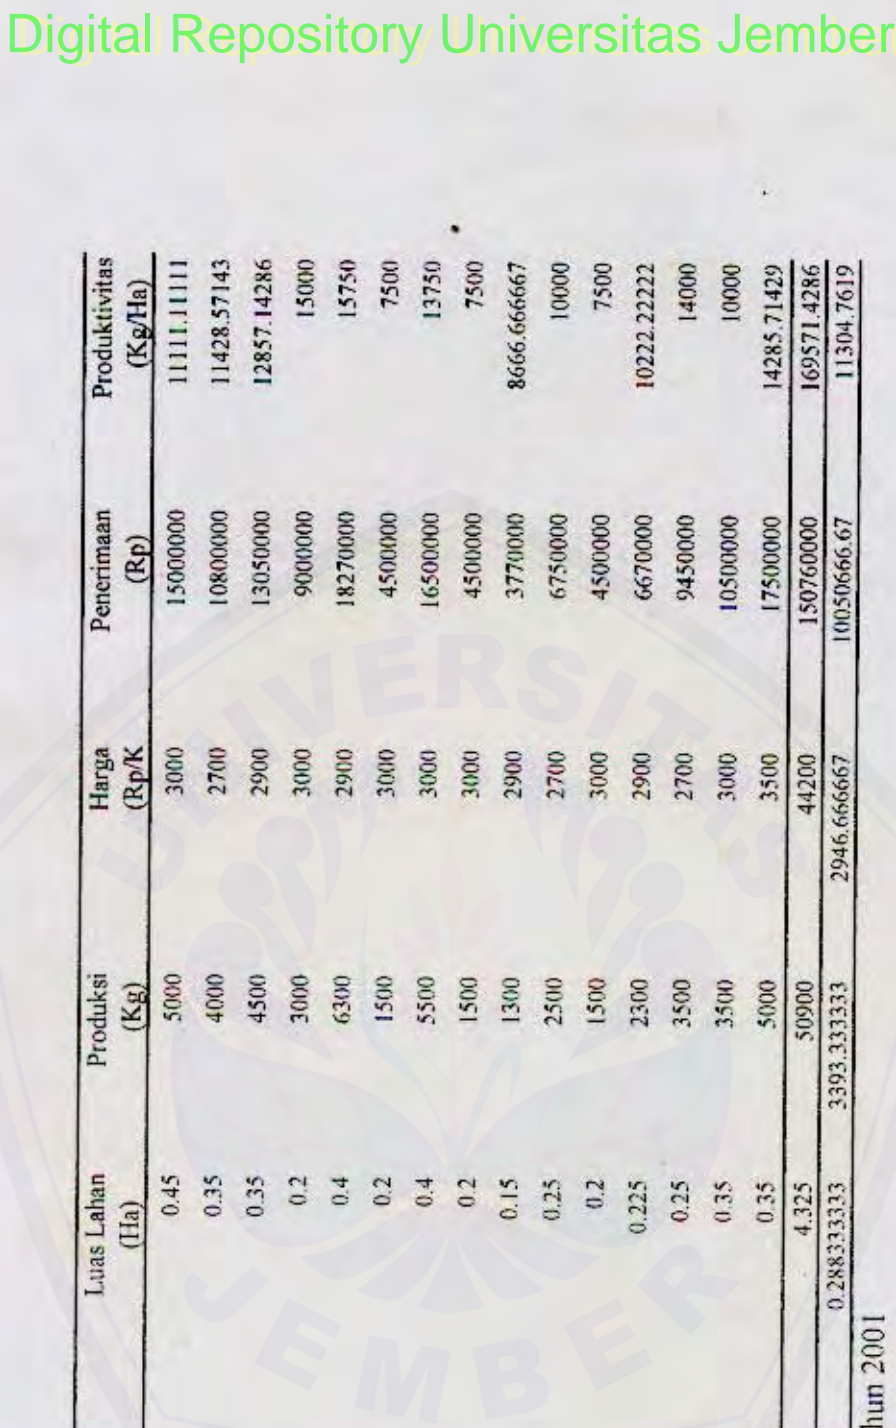 Digital Repository Universitas Jember
Luas Lahan Produksi Harga Penerimaan Produktivitas
(Ha) (Kg) (Rp/K (Rp) (Kg/Ha)
0.45 5000 3000 15000000 11111.11111
0.35 4000 2700 10800000 11428.57143
0.35 4500 2900 13050000 12857.14286
0.2 3000 3000 9000000 15000
0.4 6300 2900 18270000 15750
0.2 1500 3000 4500000 7500
0.4 5500 3000 16500000 13750
0.2 1500 3000 4500000 7500
0.15 1300 2900 3770000 8666.666667
0.25 2500 2700 6750000 10000
0.2 1500 3000 4500000 7500
0.225 2300 2900 6670000 10222.22222
0.25 3500 2700 9450000 14000
0.35 3500 3000 10500000 10000
0.35 5000 3500 17500000 14285.71429
4.325 50900 44200 150760000 169571.4286
0.288333333 3393.333333 2946.666667 10050666.67 11304.7619
hun 2001
UNIVERSITAS
JEMBER